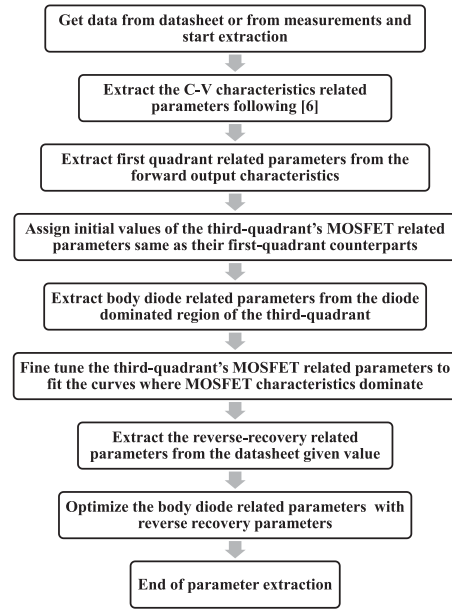 Get data from datasheet or from measurements and
start extraction
Extract the C-V characteristics related
parameters following [6]
Extract first quadrant related parameters from the
forward output characteristics
Assign initial values of the third-quadrant's MOSFET related
parameters same as their first-quadrant counterparts
Extract body diode related parameters from the diode
dominated region of the third-quadrant
Fine tune the third-quadrant's MOSFET related parameters to
fit the curves where MOSFET characteristics dominate
Extract the reverse-recovery related
parameters from the datasheet given value
Optimize the body diode related parameters with
reverse recovery parameters
End of parameter extraction